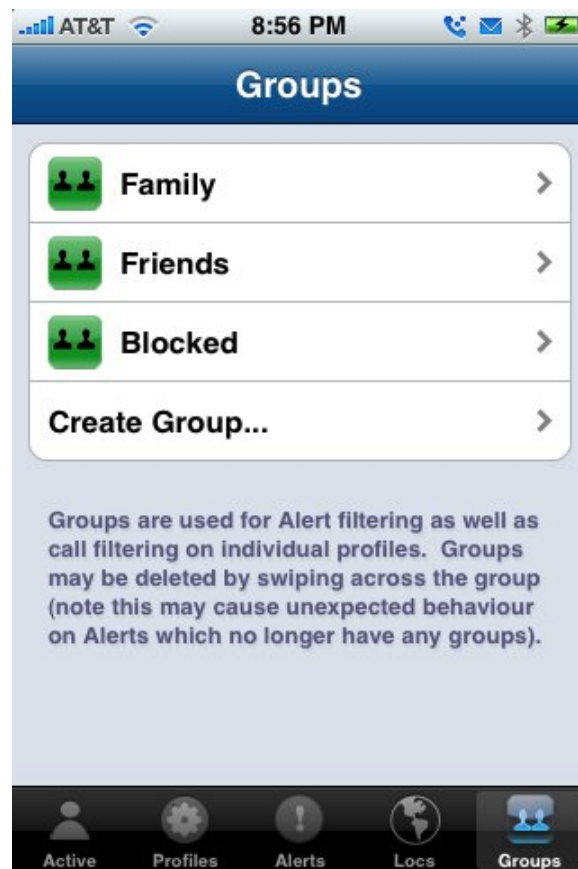 AT&T 8:56 PM
Groups
Family
Friends
Blocked
Create Group...
Groups are used for Alert filtering as well as
call filtering on individual profiles.  Groups
may be deleted by swiping across the group
(note this may cause unexpected behaviour
on Alerts which no longer have any groups).
Active Profiles Alerts Locs Groups